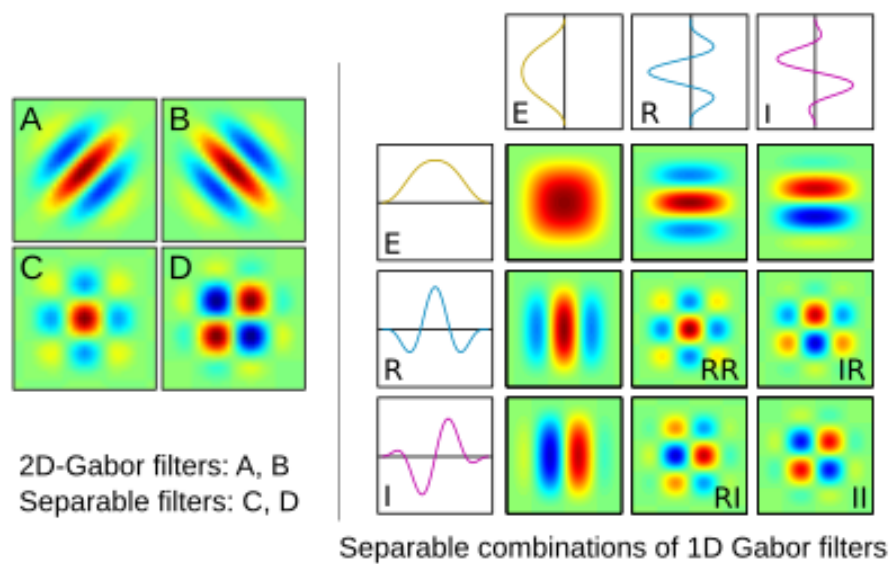 A
B
C
D
2D-Gabor filters: A, B
Separable filters: C, D
E
R
I
E
R
RR
IR
I
RI
II
Separable combinations of 1D Gabor filters